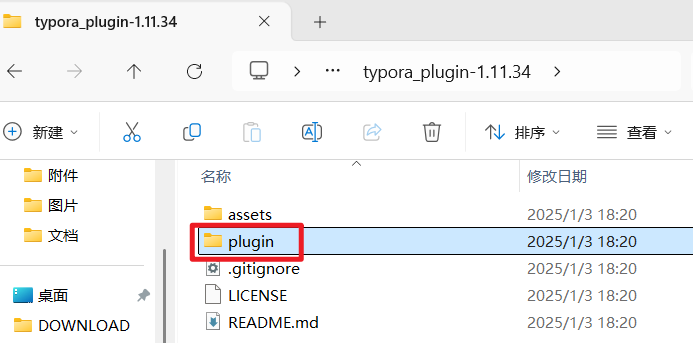 typora_plugin-1.11.34
typora_plugin-1.11.34
新建
排序
查看
附件
图片
文档
桌面
DOWNLOAD
名称
修改日期
assets
2025/1/3 18:20
plugin
2025/1/3 18:20
.gitignore
2025/1/3 18:20
LICENSE
2025/1/3 18:20
README.md
2025/1/3 18:20